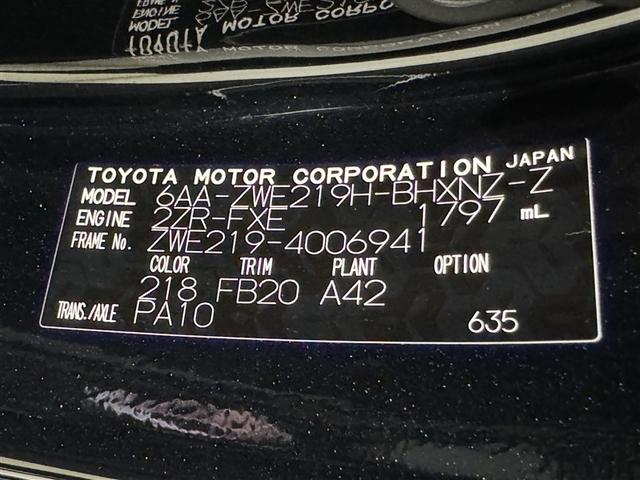 TOYOTA MOTOR CORPORATION JAPAN
MODEL 6AA-ZWE219H-BHXNZ-Z
ENGINE 2ZR-FXE 1797 mL
FRAME No. ZWE219-4006941
COLOR TRIM PLANT OPTION
218 FB20 A42
TRANS./AXLE PA10 635